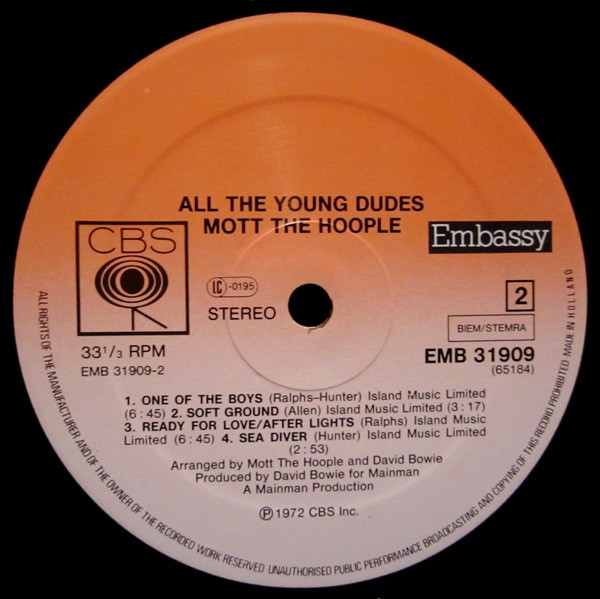 ALL THE YOUNG DUDES
MOTT THE HOOPLE
CBS
Embassy
LC-0195
STEREO
2
BIEM/STEMRA
33 1/3 RPM
EMB 31909-2
EMB 31909
(65184)
1. ONE OF THE BOYS (Ralphs-Hunter) Island Music Limited
(6:45) 2. SOFT GROUND (Allen) Island Music Limited (3:17)
3. READY FOR LOVE/AFTER LIGHTS (Ralphs) Island Music
Limited (6:45) 4. SEA DIVER (Hunter) Island Music Limited
(2:53)
Arranged by Mott The Hoople and David Bowie
Produced by David Bowie for Mainman
A Mainman Production
Ⓟ 1972 CBS Inc.
ALL RIGHTS OF THE MANUFACTURER AND OF THE OWNER OF THE RECORDED WORK RESERVED UNAUTHORISED PUBLIC PERFORMANCE BROADCASTING AND COPYING OF THIS RECORD PROHIBITED MADE IN HOLLAND